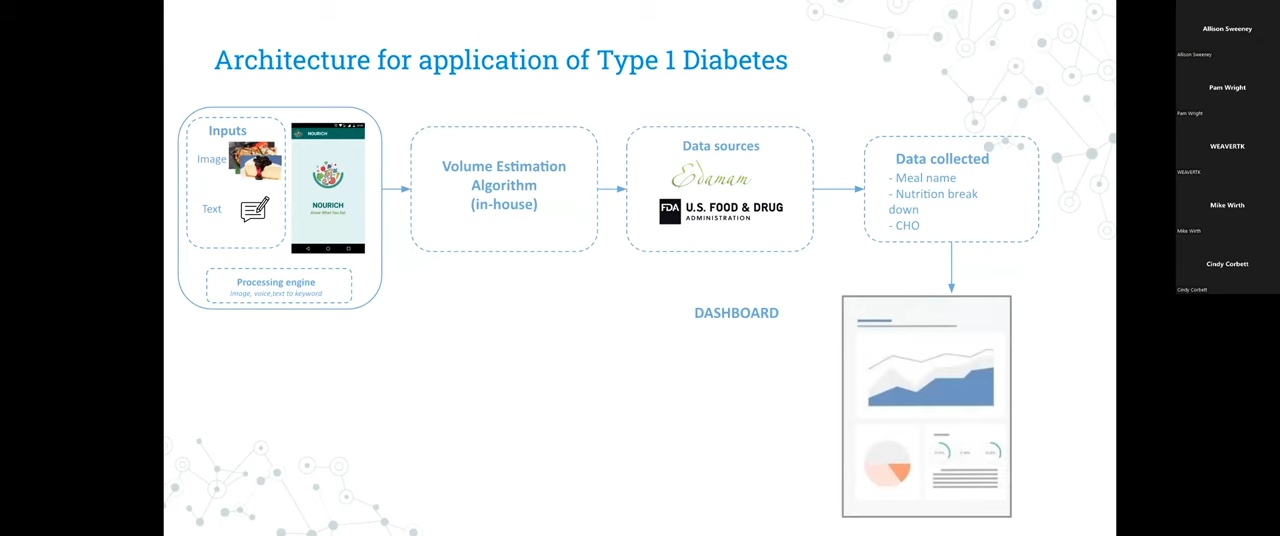 Architecture for application of Type 1 Diabetes
Inputs
Image
Text
NOURICH
NOURICH
Know What You Eat
Processing engine
Image, voice,text to keyword
Volume Estimation
Algorithm
(in-house)
Data sources
Edamam
FDA U.S. FOOD & DRUG
ADMINISTRATION
Data collected
- Meal name
- Nutrition break
down
- CHO
DASHBOARD
Allison Sweeney
Allison Sweeney
Pam Wright
Pam Wright
WEAVERTK
WEAVERTK
Mike Wirth
Mike Wirth
Cindy Corbett
Cindy Corbett